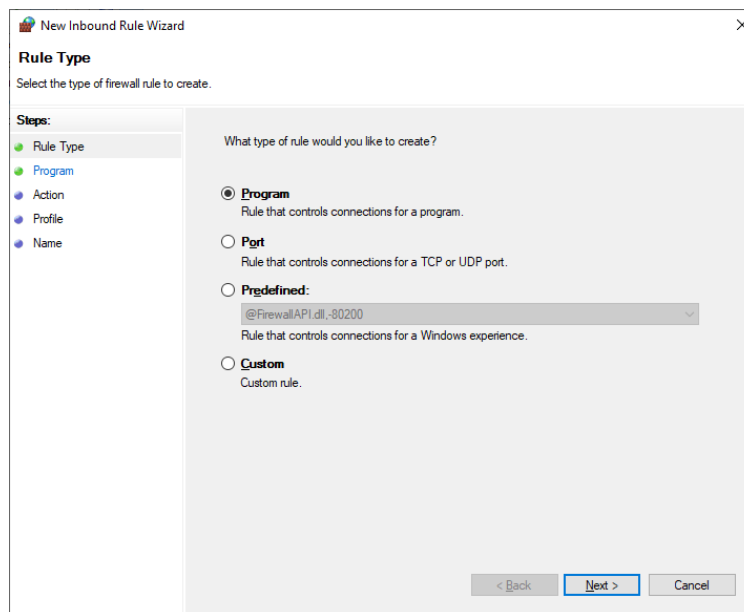 New Inbound Rule Wizard
Rule Type
Select the type of firewall rule to create.
Steps:
Rule Type
Program
Action
Profile
Name
What type of rule would you like to create?
Program
Rule that controls connections for a program.
Port
Rule that controls connections for a TCP or UDP port.
Predefined:
@FirewallAPI.dll,-80200
Rule that controls connections for a Windows experience.
Custom
Custom rule.
< Back
Next >
Cancel